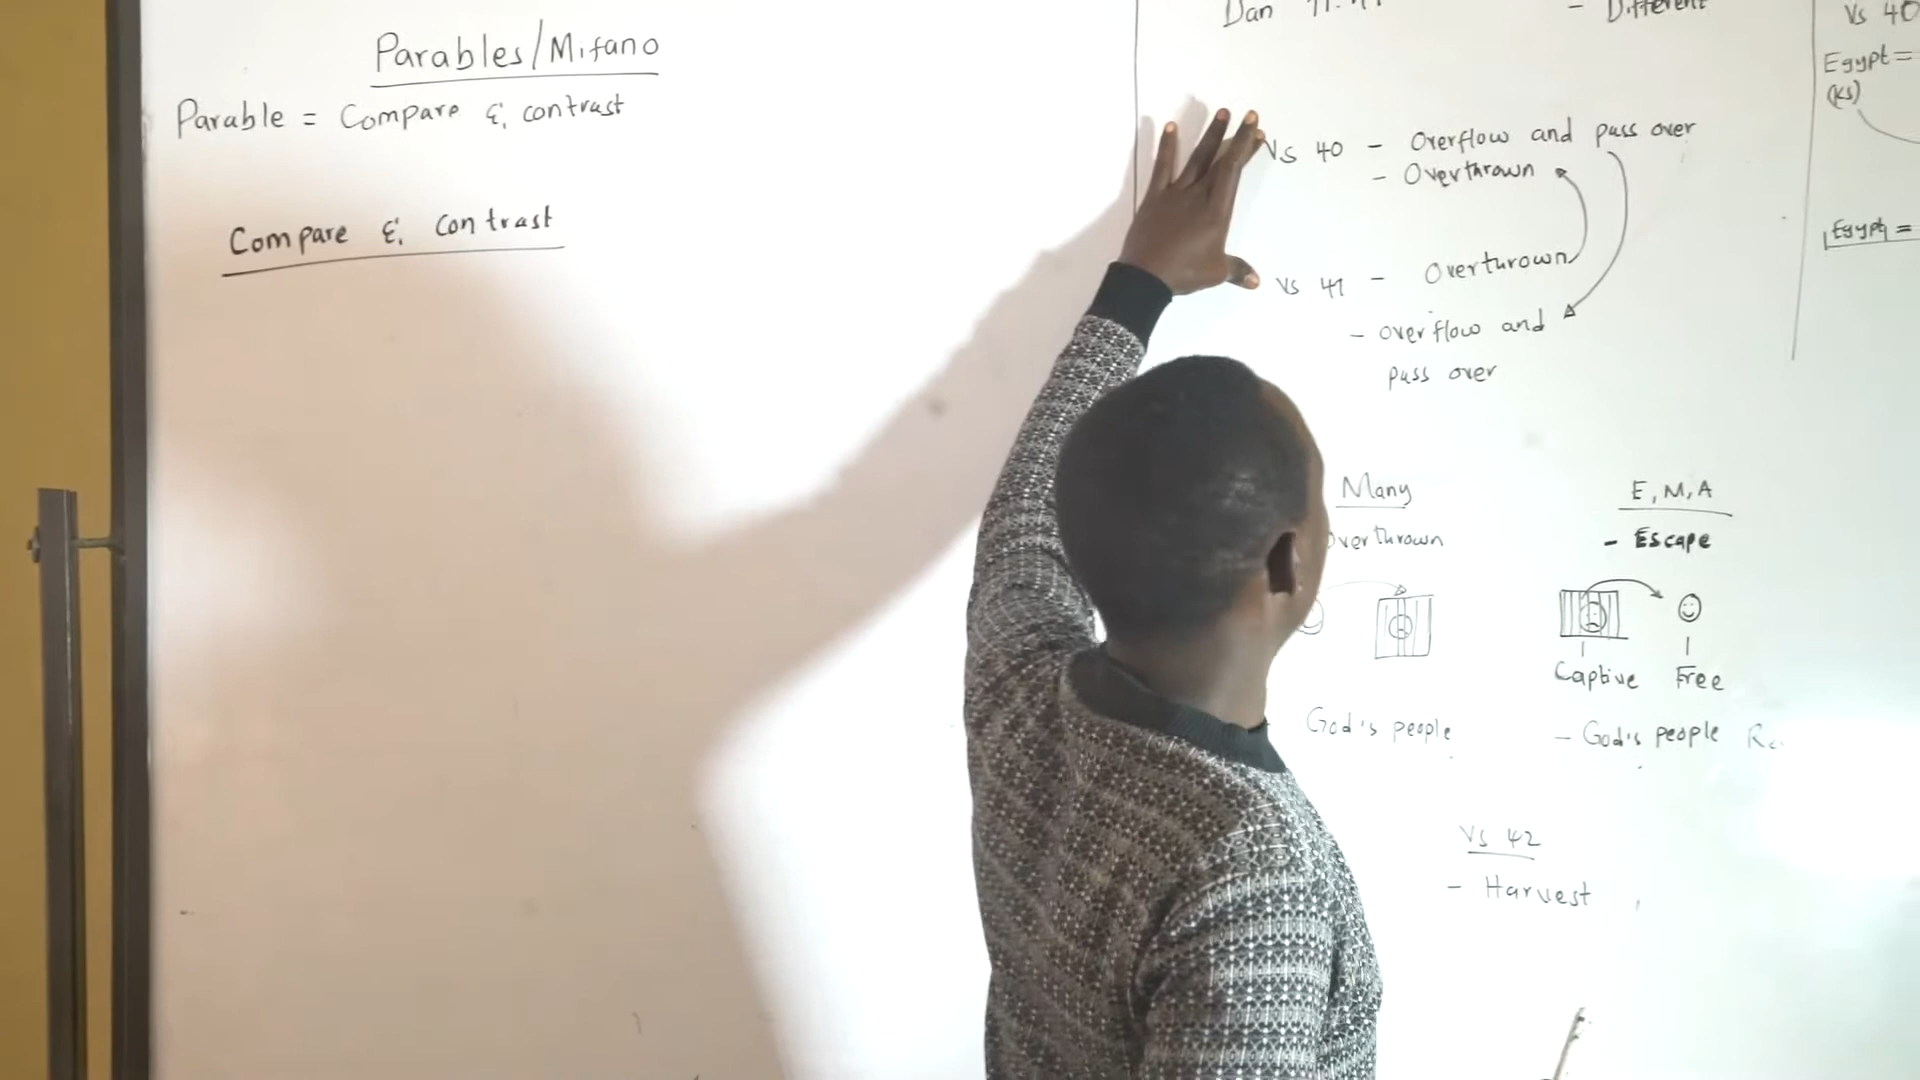 Parables/Mifano
Parable = Compare & contrast
Compare & contrast
Dan
- Different
Vs 40 - Overflow and pass over
- Overthrown
Vs 41 - Overthurown
- overflow and
pass over
Many
overthrown
God's people
E, M, A
- Escape
Captive Free
- God's people
Vs 42
- Harvest
Vs 40
Egypt =
(KS)
Egypt =